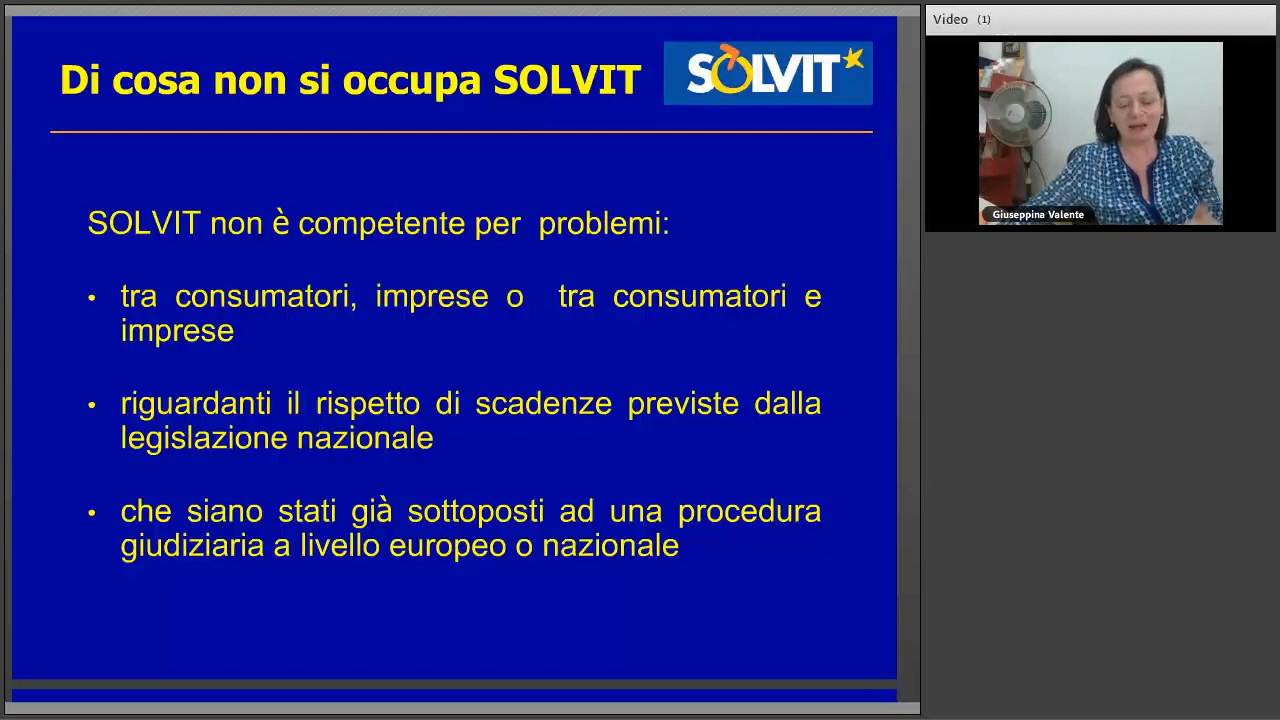 Di cosa non si occupa SOLVIT
SOLVIT
SOLVIT non è competente per problemi:
• tra consumatori, imprese o tra consumatori e
imprese
• riguardanti il rispetto di scadenze previste dalla
legislazione nazionale
• che siano stati già sottoposti ad una procedura
giudiziaria a livello europeo o nazionale
Video (1)
Giuseppina Valente